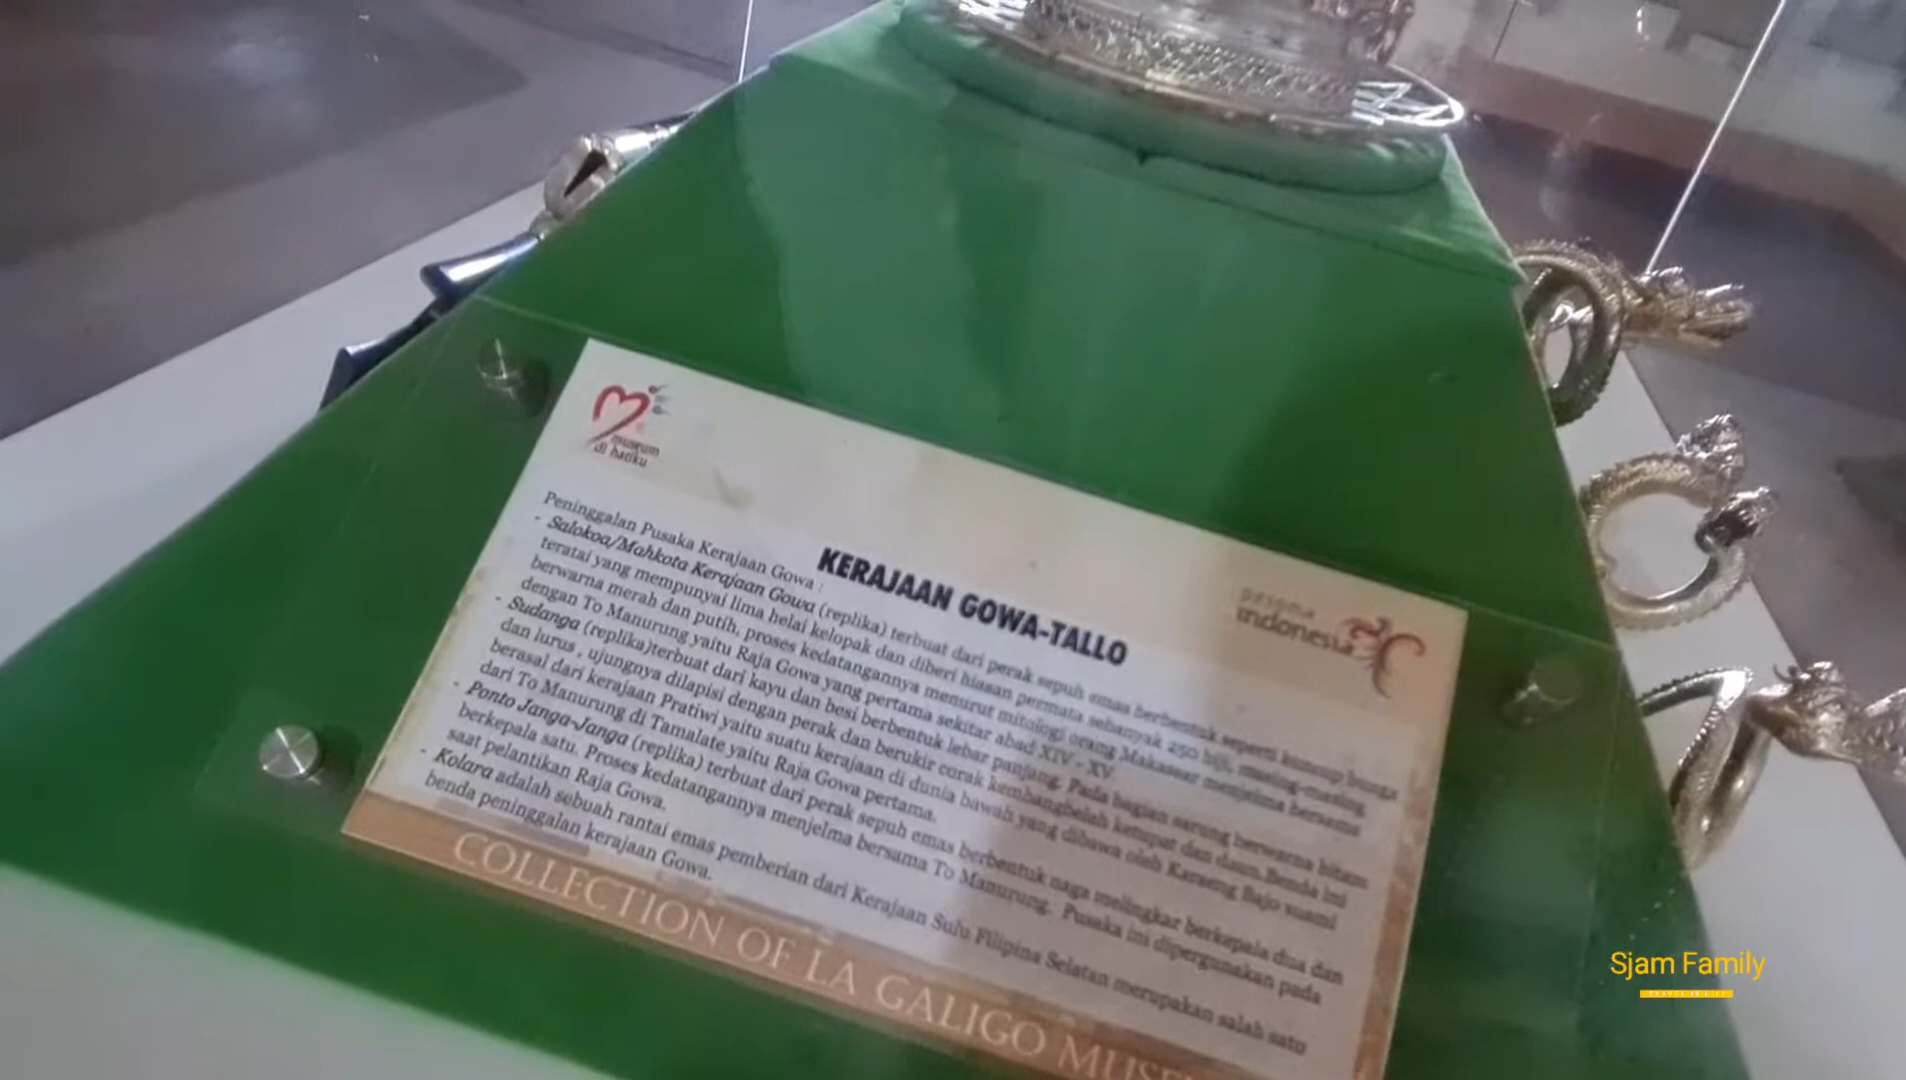 museum
di hatiku
KERAJAAN GOWA-TALLO
pesona
indonesia
Peninggalan Pusaka Kerajaan Gowa :
- Salokoa/Mahkota Kerajaan Gowa (replika) terbuat dari perak sepuh emas berbentuk seperti kuncup bunga
teratai yang mempunyai lima helai kelopak dan diberi hiasan permata sebanyak 250 biji, masing-masing
berwarna merah dan putih, proses kedatangannya menurut mitologi orang Makassar menjelma bersama
dengan To Manurung yaitu Raja Gowa yang pertama sekitar abad XIV - XV
- Sudanga (replika)terbuat dari kayu dan besi berbentuk lebar panjang. Pada bagian sarung berwarna hitam
dan lurus , ujungnya dilapisi dengan perak dan berukir corak kembangbelah ketupat dan daun. Benda ini
berasal dari kerajaan Pratiwi yaitu suatu kerajaan di dunia bawah yang dibawa oleh Karaeng Bajo suami
dari To Manurung di Tamalate yaitu Raja Gowa pertama.
- Ponto Janga-Janga (replika) terbuat dari perak sepuh emas berbentuk naga melingkar berkepala dua dan
berkepala satu. Proses kedatangannya menjelma bersama To Manurung. Pusaka ini dipergunakan pada
saat pelantikan Raja Gowa.
- Kolara adalah sebuah rantai emas pemberian dari Kerajaan Sulu Filipina Selatan merupakan salah satu
benda peninggalan kerajaan Gowa.
COLLECTION OF LA GALIGO MUSE
Sjam Family